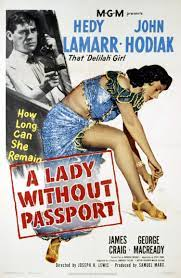 M-G-M presents
HEDY JOHN
LAMARR · HODIAK
That 'Delilah Girl'
How
Long Can
She Remain
A LADY
WITHOUT PASSPORT
JAMES GEORGE
CRAIG · MACREADY
Directed by JOSEPH H. LEWIS
Produced by SAMUEL MARX